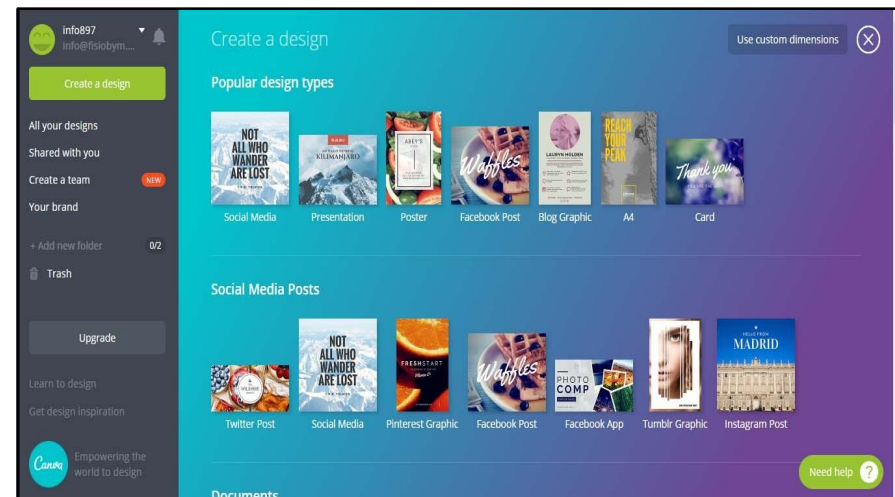 info897
info@fisiobym....
Create a design
All your designs
Shared with you
Create a team NEW
Your brand
+ Add new folder 0/2
Trash
Upgrade
Learn to design
Get design inspiration
Canva
Empowering the
world to design
Create a design
Use custom dimensions
Popular design types
NOT
ALL WHO
WANDER
ARE LOST
KILIMANJARO
ABEY'S
Waffles
LAURYN HOLDEN
REACH
YOUR
PEAK
Thank you
Social Media
Presentation
Poster
Facebook Post
Blog Graphic
A4
Card
Social Media Posts
NOT
ALL WHO
WANDER
ARE LOST
FRESHSTART
Waffles
PHOTO
COMP
HELLO FROM
MADRID
Twitter Post
Social Media
Pinterest Graphic
Facebook Post
Facebook App
Tumblr Graphic
Instagram Post
Documents
Need help ?